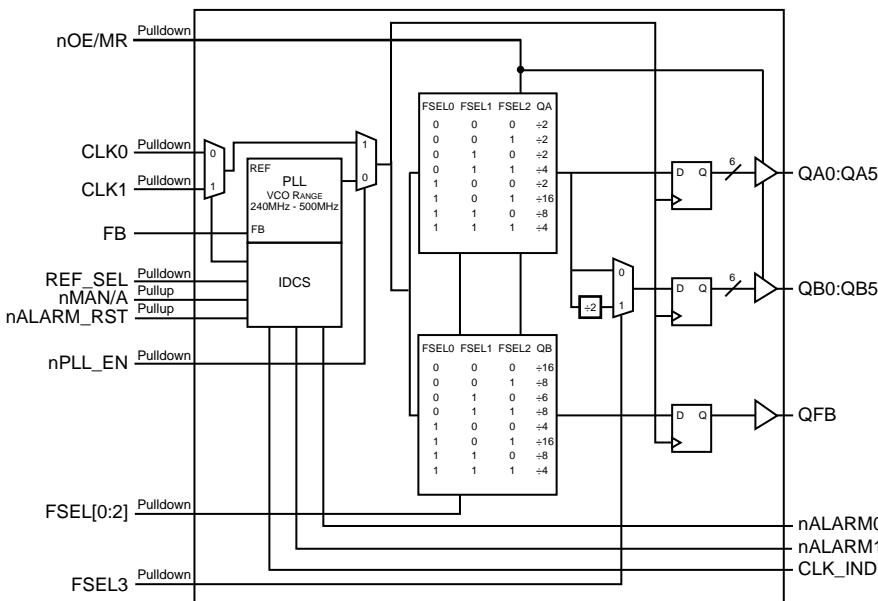 nOE/MR Pulldown
CLK0 Pulldown
CLK1 Pulldown
FB
REF_SEL Pulldown
nMAN/A Pullup
nALARM_RST Pullup
nPLL_EN Pulldown
FSEL[0:2] Pulldown
FSEL3 Pulldown
0
1
REF
PLL
VCO RANGE
240MHz - 500MHz
FB
IDCS
1
0
FSEL0 FSEL1 FSEL2 QA
0 0 0 ÷2
0 0 1 ÷2
0 1 0 ÷2
0 1 1 ÷4
1 0 0 ÷2
1 0 1 ÷16
1 1 0 ÷8
1 1 1 ÷4
FSEL0 FSEL1 FSEL2 QB
0 0 0 ÷16
0 0 1 ÷8
0 1 0 ÷6
0 1 1 ÷8
1 0 0 ÷4
1 0 1 ÷16
1 1 0 ÷8
1 1 1 ÷4
0
1
÷2
D Q
6
QA0:QA5
D Q
6
QB0:QB5
D Q
QFB
nALARM0
nALARM1
CLK_IND